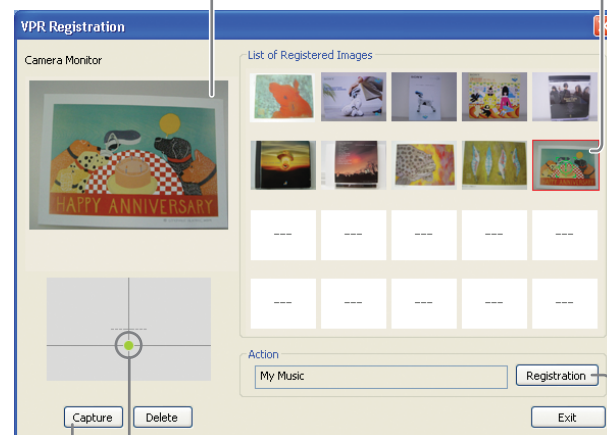 VPR Registration
Camera Monitor
HAPPY ANNIVERSARY
List of Registered Images
--- --- --- --- ---
--- --- --- --- ---
Action
My Music
Registration
Capture
Delete
Exit